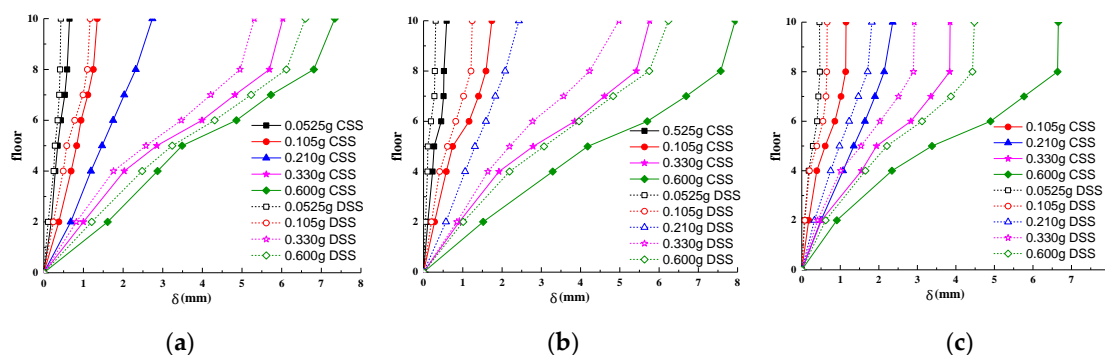 10
8
6
4
2
0
floor
0.0525g CSS
0.105g CSS
0.210g CSS
0.330g CSS
0.600g CSS
0.0525g DSS
0.105g DSS
0.330g DSS
0.600g DSS
0 1 2 3 4 5 6 7
δ (mm)
(a)
10
8
6
4
2
0
floor
0.525g CSS
0.105g CSS
0.330g CSS
0.600g CSS
0.0525g DSS
0.105g DSS
0.210g DSS
0.330g DSS
0.600g DSS
0 1 2 3 4 5 6 7 8
δ (mm)
(b)
10
8
6
4
2
0
floor
0.105g CSS
0.210g CSS
0.330g CSS
0.600g CSS
0.0525g DSS
0.105g DSS
0.210g DSS
0.330g DSS
0.600g DSS
0 1 2 3 4 5 6 7
δ (mm)
(c)